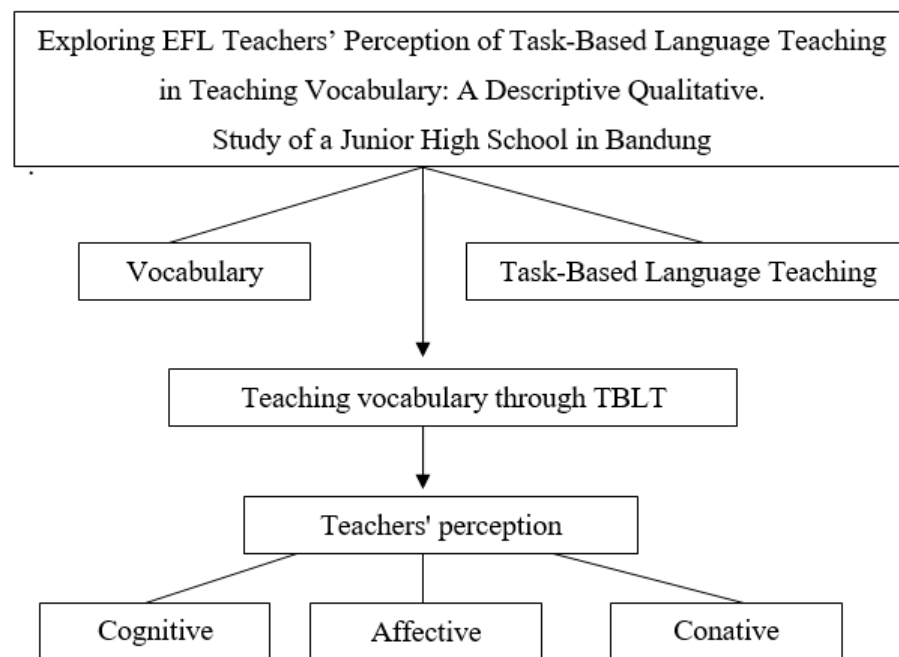 Exploring EFL Teachers’ Perception of Task-Based Language Teaching
in Teaching Vocabulary: A Descriptive Qualitative.
Study of a Junior High School in Bandung
.
Vocabulary
Task-Based Language Teaching
Teaching vocabulary through TBLT
Teachers' perception
Cognitive
Affective
Conative